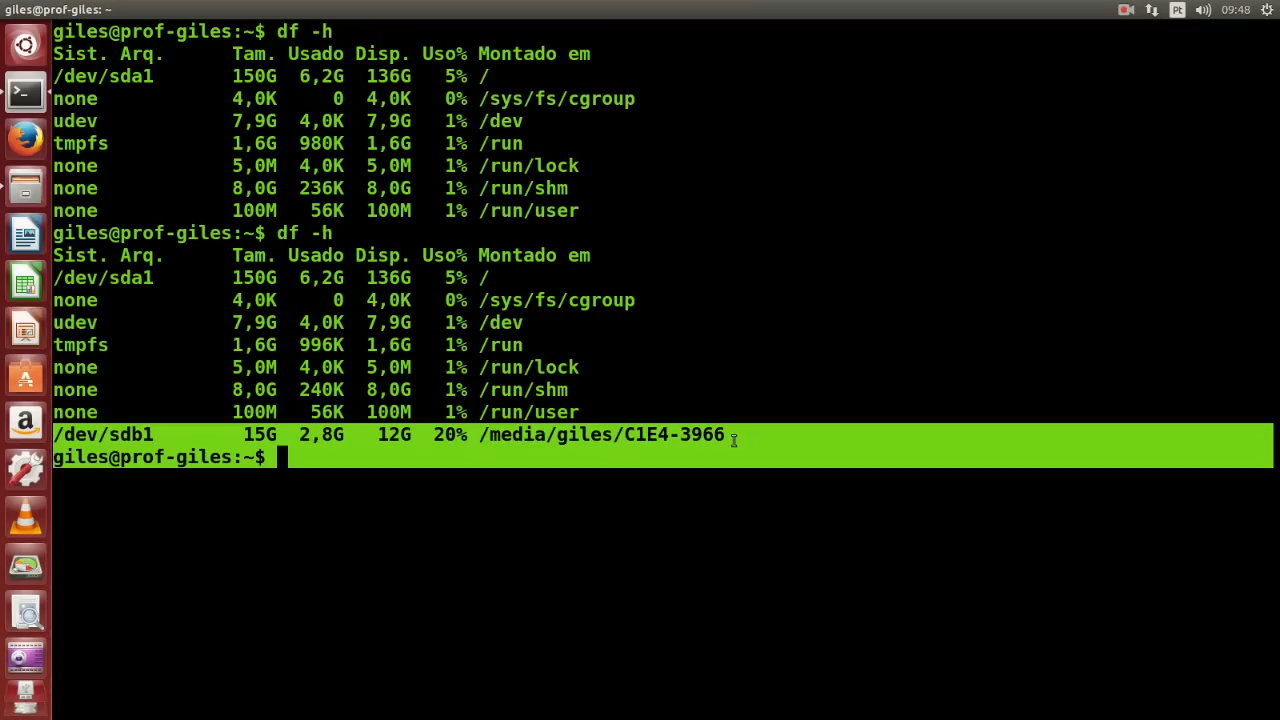 giles@prof-giles: ~
Pt
09:48
giles@prof-giles:~$ df -h
Sist. Arq. Tam. Usado Disp. Uso% Montado em
/dev/sda1 150G 6,2G 136G 5% /
none 4,0K 0 4,0K 0% /sys/fs/cgroup
udev 7,9G 4,0K 7,9G 1% /dev
tmpfs 1,6G 980K 1,6G 1% /run
none 5,0M 4,0K 5,0M 1% /run/lock
none 8,0G 236K 8,0G 1% /run/shm
none 100M 56K 100M 1% /run/user
giles@prof-giles:~$ df -h
Sist. Arq. Tam. Usado Disp. Uso% Montado em
/dev/sda1 150G 6,2G 136G 5% /
none 4,0K 0 4,0K 0% /sys/fs/cgroup
udev 7,9G 4,0K 7,9G 1% /dev
tmpfs 1,6G 996K 1,6G 1% /run
none 5,0M 4,0K 5,0M 1% /run/lock
none 8,0G 240K 8,0G 1% /run/shm
none 100M 56K 100M 1% /run/user
/dev/sdb1 15G 2,8G 12G 20% /media/giles/C1E4-3966
giles@prof-giles:~$